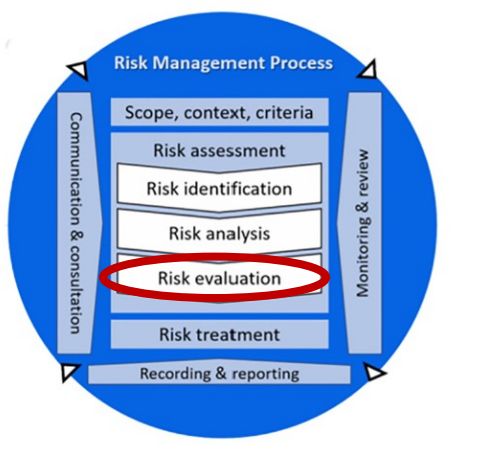 Risk Management Process
Scope, context, criteria
Risk assessment
Risk identification
Risk analysis
Risk evaluation
Risk treatment
Recording & reporting
Communication & consultation
Monitoring & review